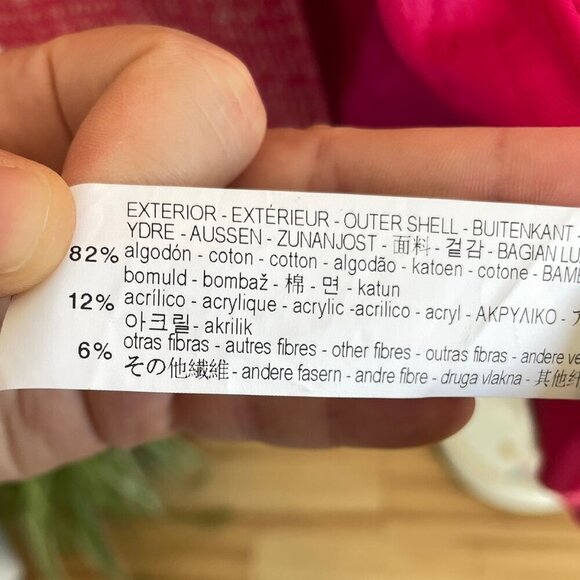 EXTERIOR - EXTÉRIEUR - OUTER SHELL - BUITENKANT -
YDRE - AUSSEN - ZUNANJOST - 面料 - 겉감 - BAGIAN LU
82% algodón - coton - cotton - algodão - katoen - cotone -
bomuld - bombaž - 棉 - 면 - katun
12% acrílico - acrylique - acrylic -acrilico - acryl - ΑΚΡΥΛΙΚΟ -
아크릴- akrilik
6% otras fibras - autres fibres - other fibres - outras fibras - andere ve
その他繊維 - andere fasern - andre fibre - druga vlakna - 其他纤